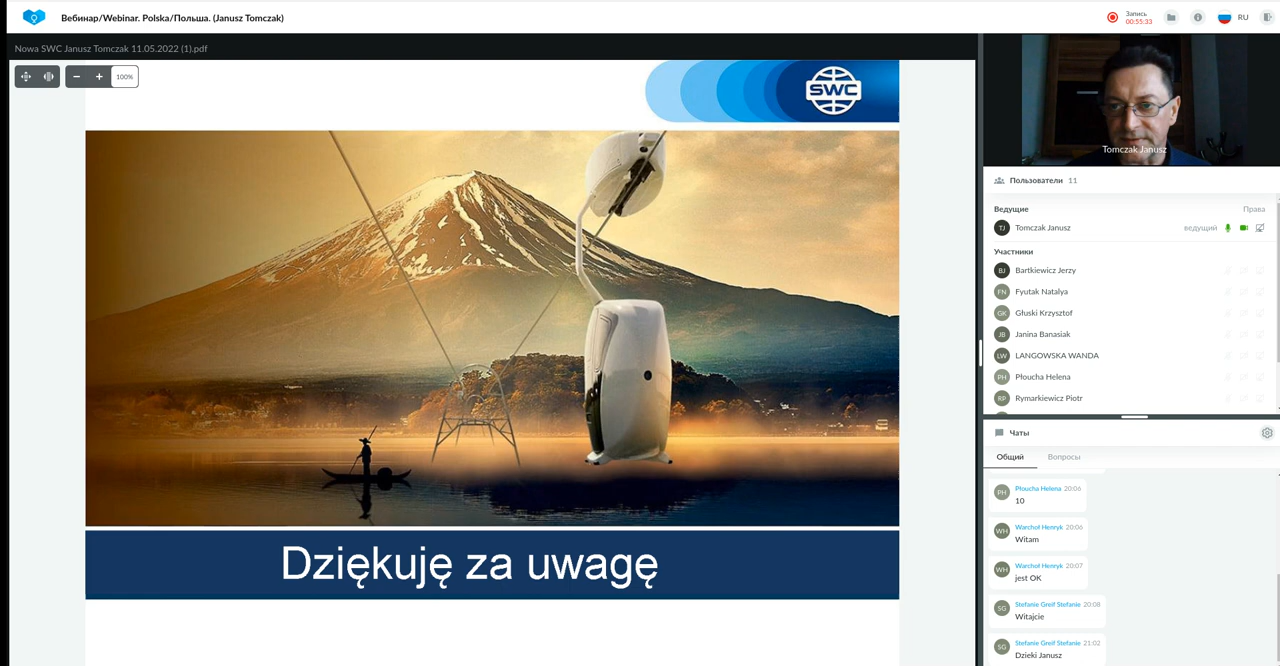 Вебинар/Webinar. Polska/Польша. (Janusz Tomczak)
Запись
00:55:33
RU
Nowa SWC Janusz Tomczak 11.05.2022 (1).pdf
100%
SWC
Dziękuję za uwagę
Tomczak Janusz
Пользователи 11
Ведущие Права
TJ Tomczak Janusz ведущий
Участники
BJ Bartkiewicz Jerzy
FN Fyutak Natalya
GK Głuski Krzysztof
JB Janina Banasiak
LW LANGOWSKA WANDA
PH Płoucha Helena
RP Rymarkiewicz Piotr
Чаты
Общий Вопросы
PH Płoucha Helena 20:06
10
WH Warchoł Henryk 20:06
Witam
WH Warchoł Henryk 20:07
jest OK
SG Stefanie Greif Stefanie 20:08
Witajcie
SG Stefanie Greif Stefanie 21:02
Dzieki Janusz